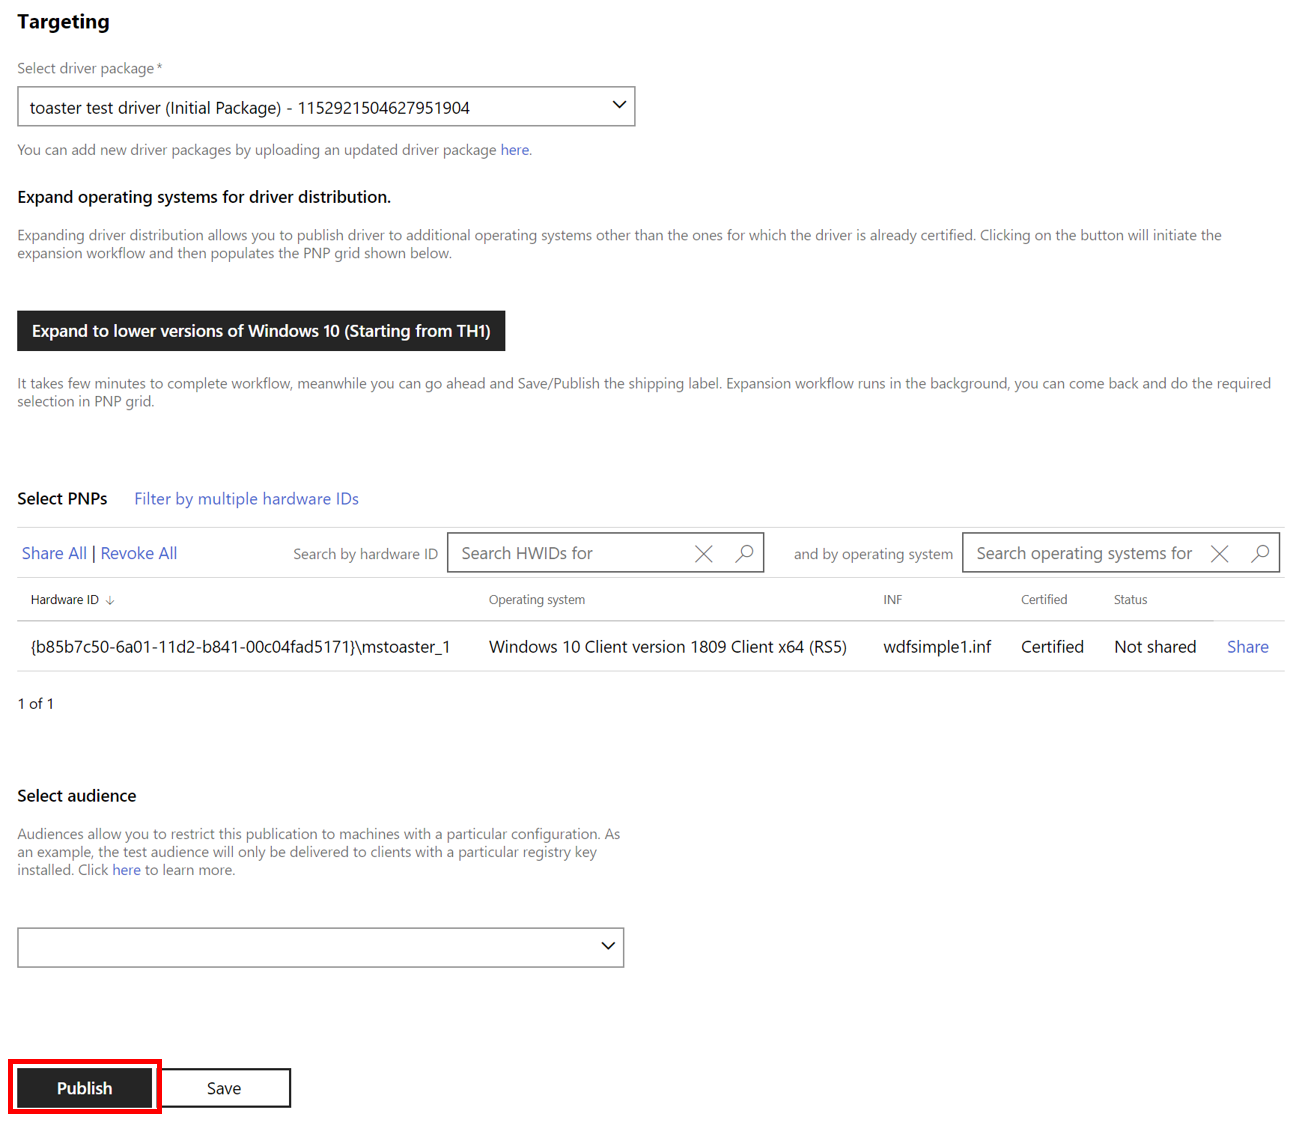 Targeting
Select driver package*
toaster test driver (Initial Package) - 1152921504627951904
You can add new driver packages by uploading an updated driver package here.
Expand operating systems for driver distribution.
Expanding driver distribution allows you to publish driver to additional operating systems other than the ones for which the driver is already certified. Clicking on the button will initiate the
expansion workflow and then populates the PNP grid shown below.
Expand to lower versions of Windows 10 (Starting from TH1)
It takes few minutes to complete workflow, meanwhile you can go ahead and Save/Publish the shipping label. Expansion workflow runs in the background, you can come back and do the required
selection in PNP grid.
Select PNPs Filter by multiple hardware IDs
Share All | Revoke All Search by hardware ID Search HWIDs for and by operating system Search operating systems for
Hardware ID ↓ Operating system INF Certified Status
{b85b7c50-6a01-11d2-b841-00c04fad5171}\mstoaster_1 Windows 10 Client version 1809 Client x64 (RS5) wdfsimple1.inf Certified Not shared Share
1 of 1
Select audience
Audiences allow you to restrict this publication to machines with a particular configuration. As
an example, the test audience will only be delivered to clients with a particular registry key
installed. Click here to learn more.
Publish Save